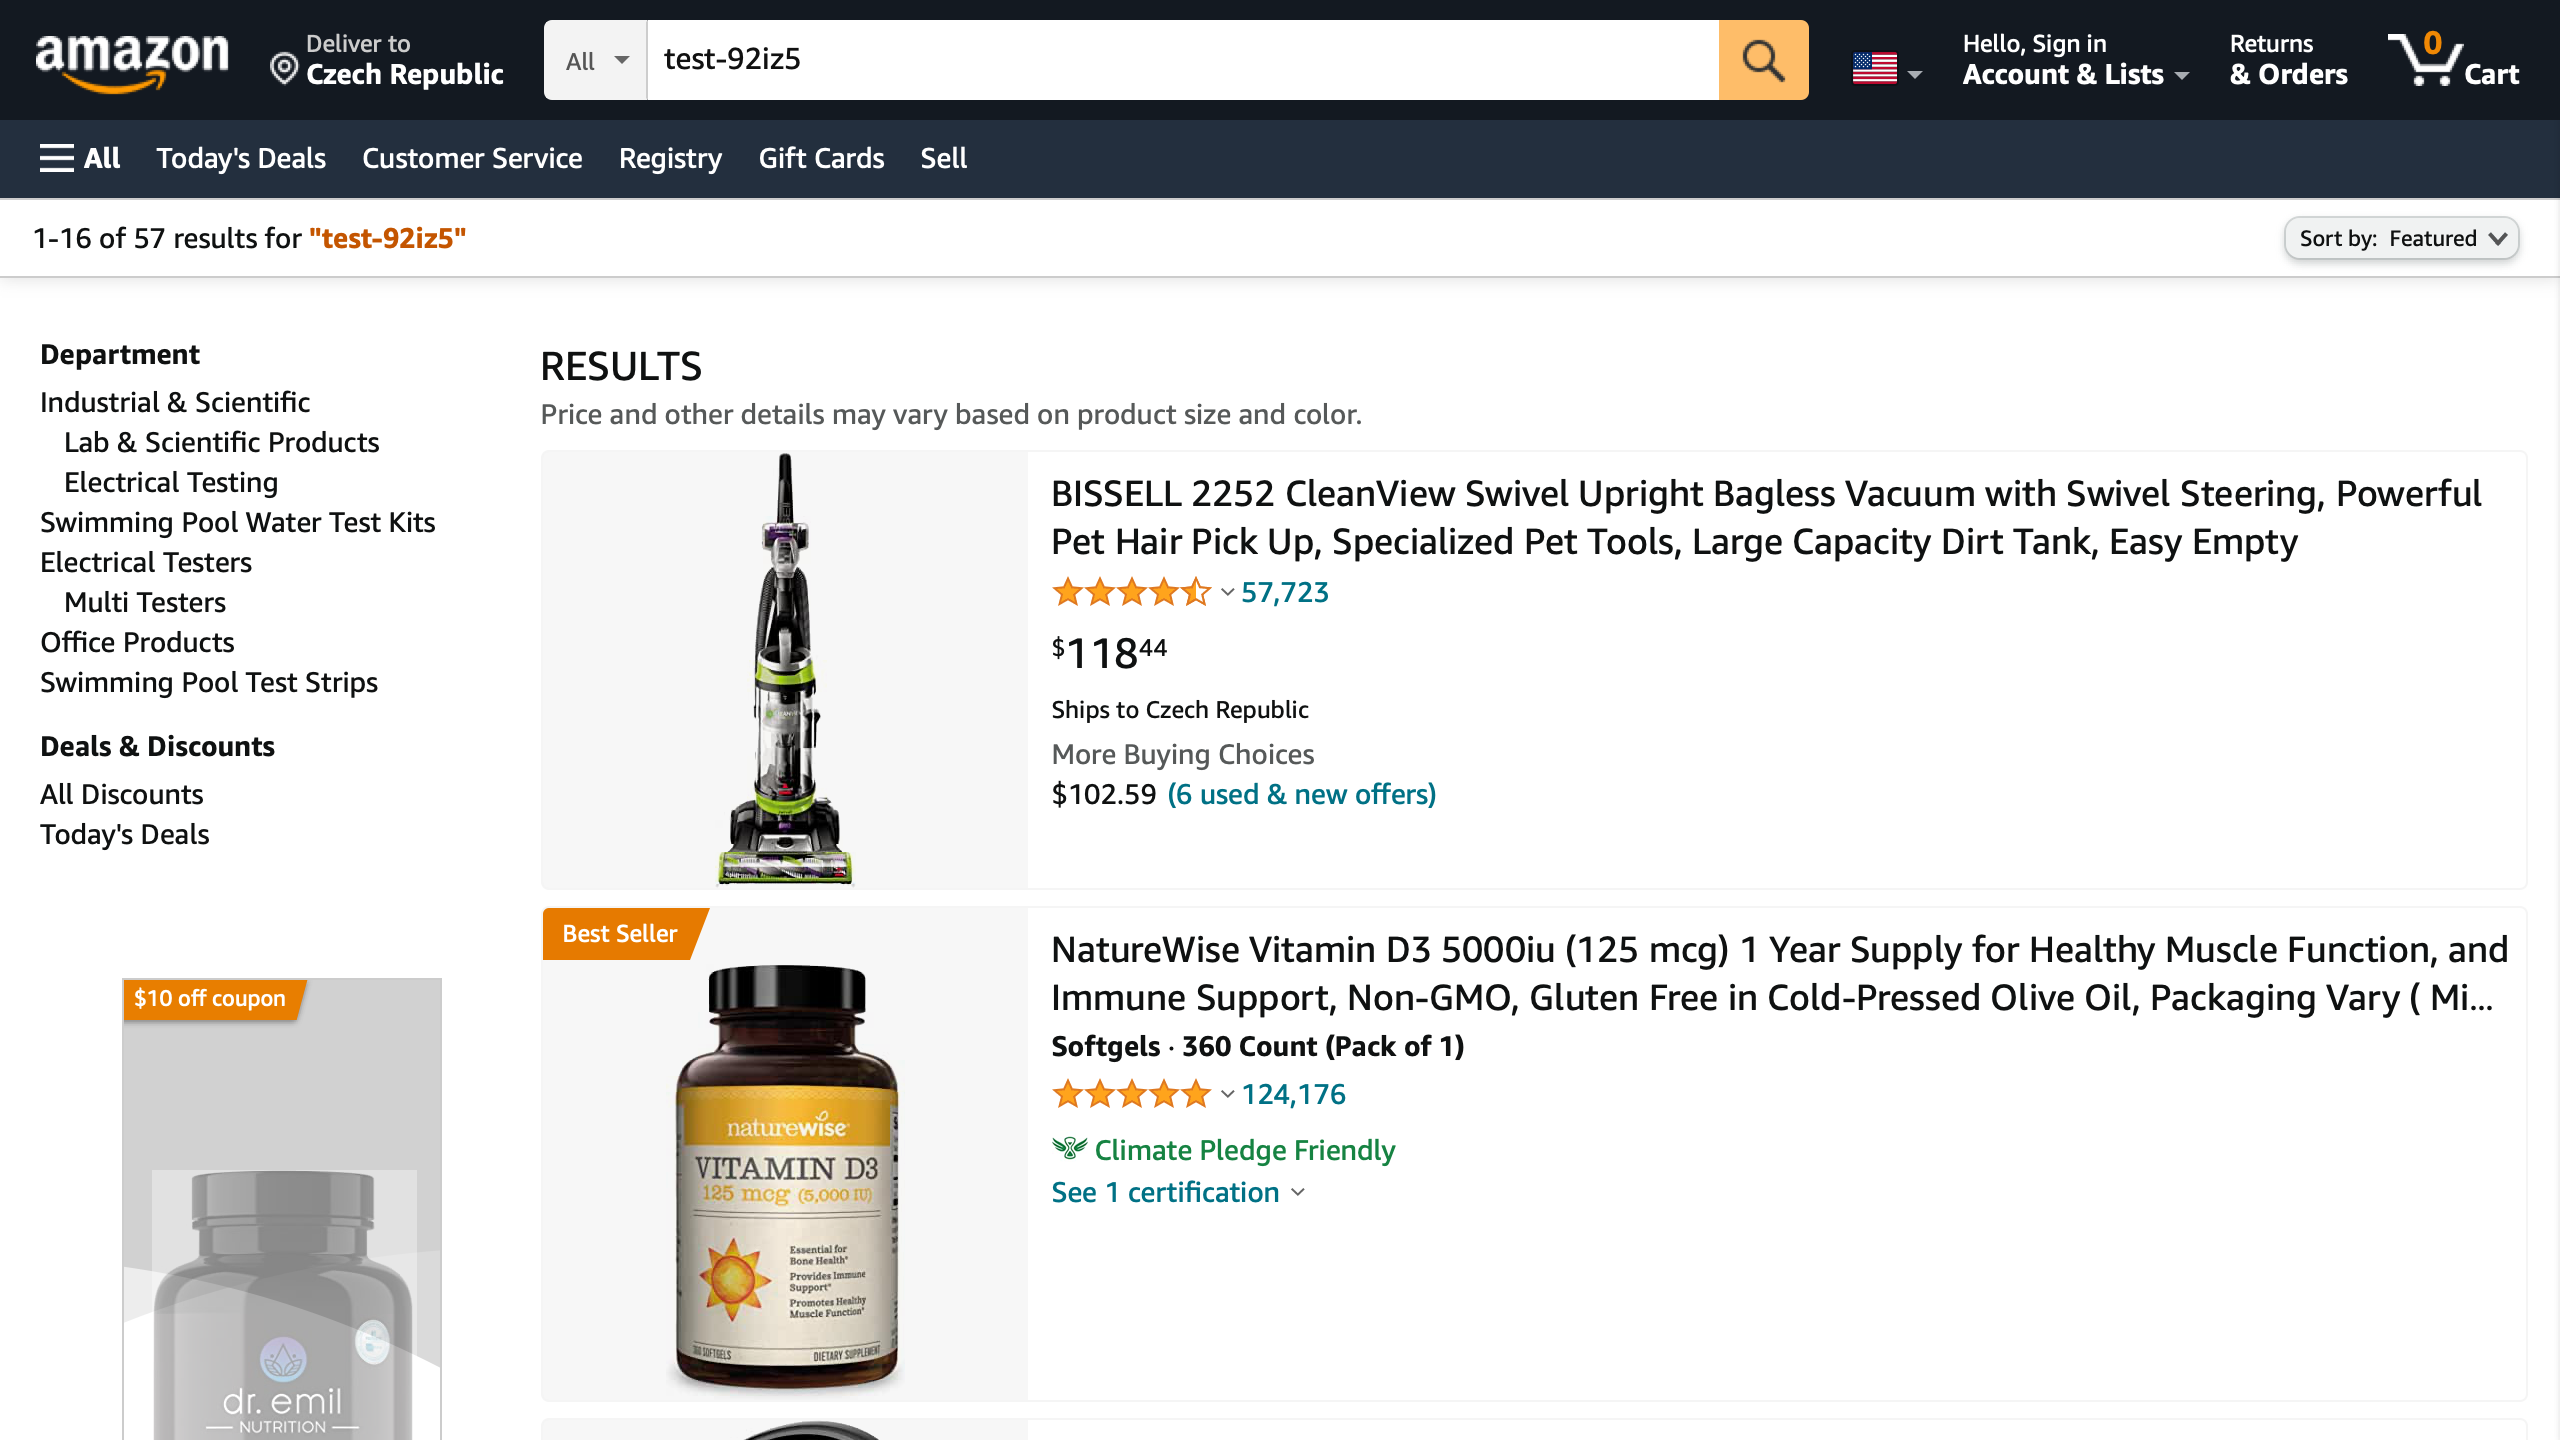 amazon
Deliver to
Czech Republic
All
test-92iz5
Hello, Sign in
Account & Lists
Returns
& Orders
0
Cart
All
Today's Deals
Customer Service
Registry
Gift Cards
Sell
1-16 of 57 results for "test-92iz5"
Sort by: Featured
Department
Industrial & Scientific
Lab & Scientific Products
Electrical Testing
Swimming Pool Water Test Kits
Electrical Testers
Multi Testers
Office Products
Swimming Pool Test Strips
Deals & Discounts
All Discounts
Today's Deals
$10 off coupon
dr. emil
NUTRITION
RESULTS
Price and other details may vary based on product size and color.
BISSELL 2252 CleanView Swivel Upright Bagless Vacuum with Swivel Steering, Powerful
Pet Hair Pick Up, Specialized Pet Tools, Large Capacity Dirt Tank, Easy Empty
57,723
$118 44
Ships to Czech Republic
More Buying Choices
$102.59 (6 used & new offers)
Best Seller
naturewise
VITAMIN D3
125 mcg (5,000 IU)
Essential for
Bone Health*
Provides Immune
Support*
Promotes Healthy
Muscle Function*
360 SOFTGELS
DIETARY SUPPLEMENT
NatureWise Vitamin D3 5000iu (125 mcg) 1 Year Supply for Healthy Muscle Function, and
Immune Support, Non-GMO, Gluten Free in Cold-Pressed Olive Oil, Packaging Vary ( Mi...
Softgels · 360 Count (Pack of 1)
124,176
Climate Pledge Friendly
See 1 certification